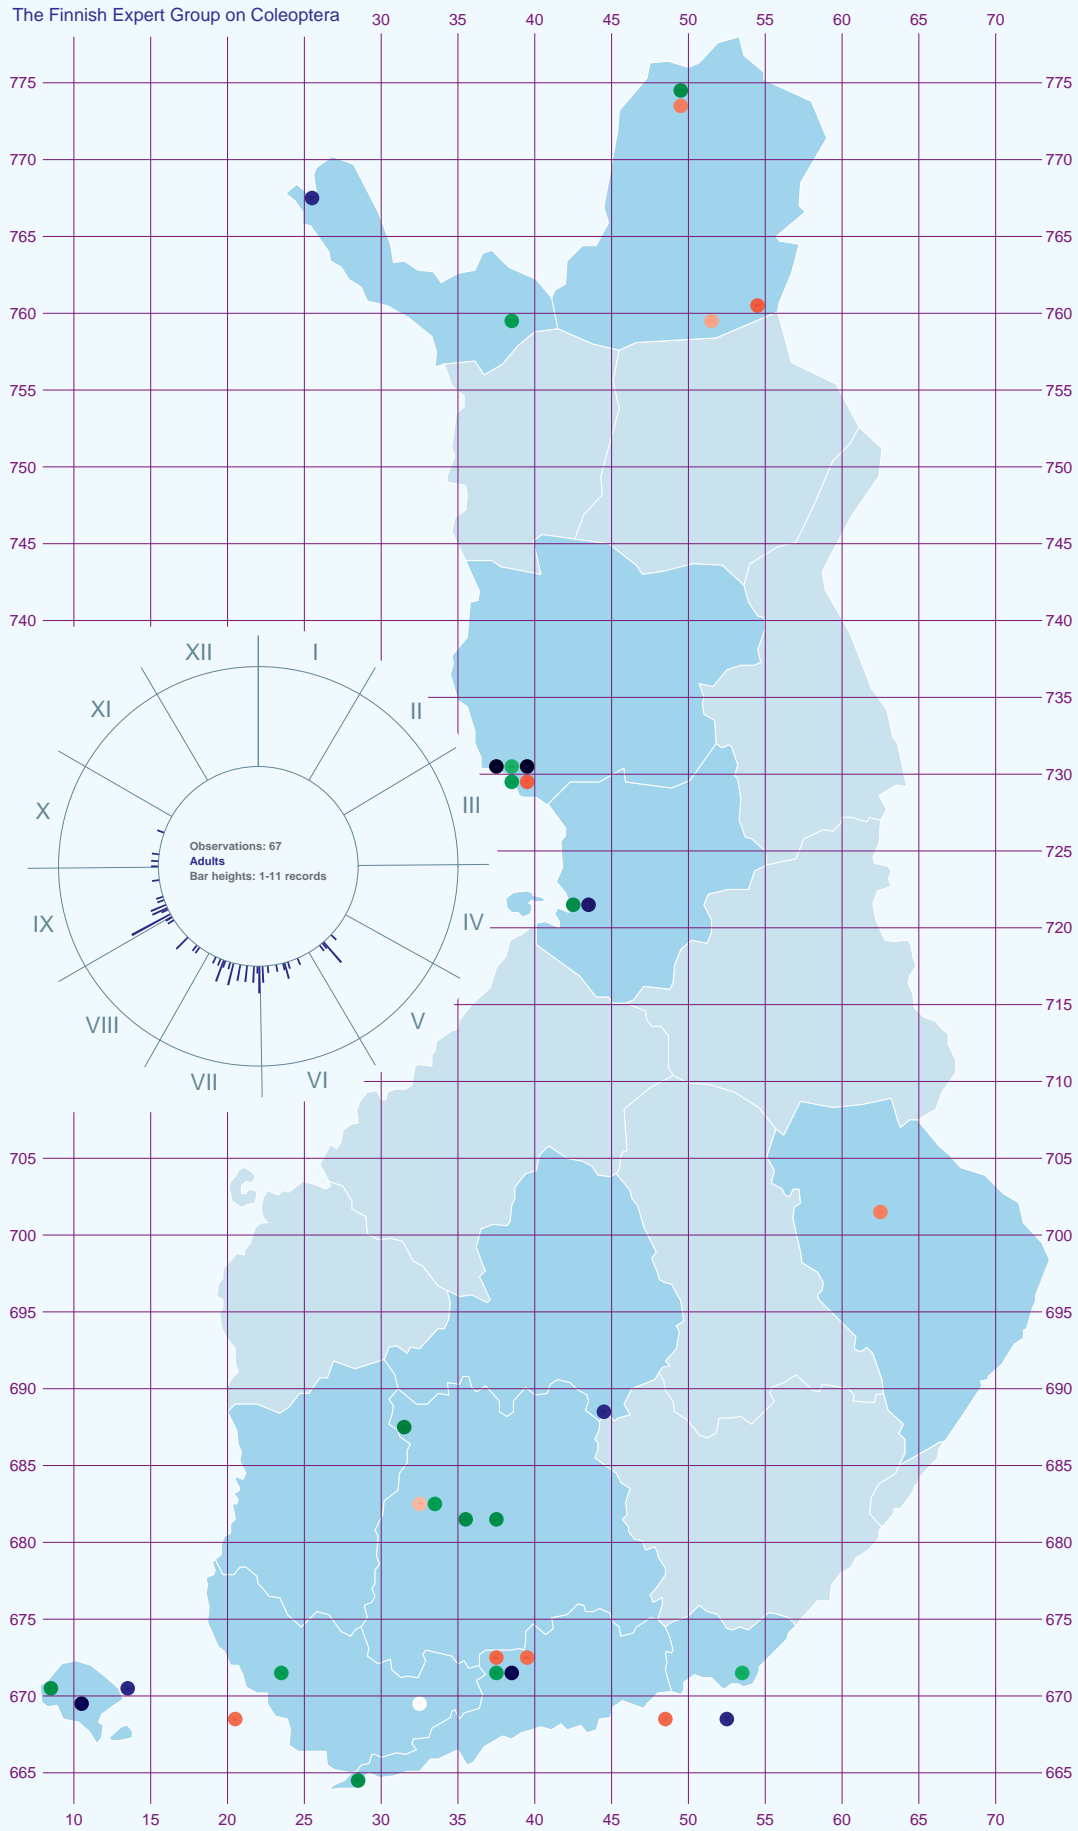 The Finnish Expert Group on Coleoptera
30 35 40 45 50 55 60 65 70
775 775
770 770
765 765
760 760
755 755
750 750
745 745
740 740
XII I
XI II
735
730
X III
Observations: 67
Adults
Bar heights: 1-11 records
725
IX IV
720
715
VIII V
VII VI
710
705 705
700 700
695 695
690 690
685 685
680 680
675 675
670 670
665 665
10 15 20 25 30 35 40 45 50 55 60 65 70